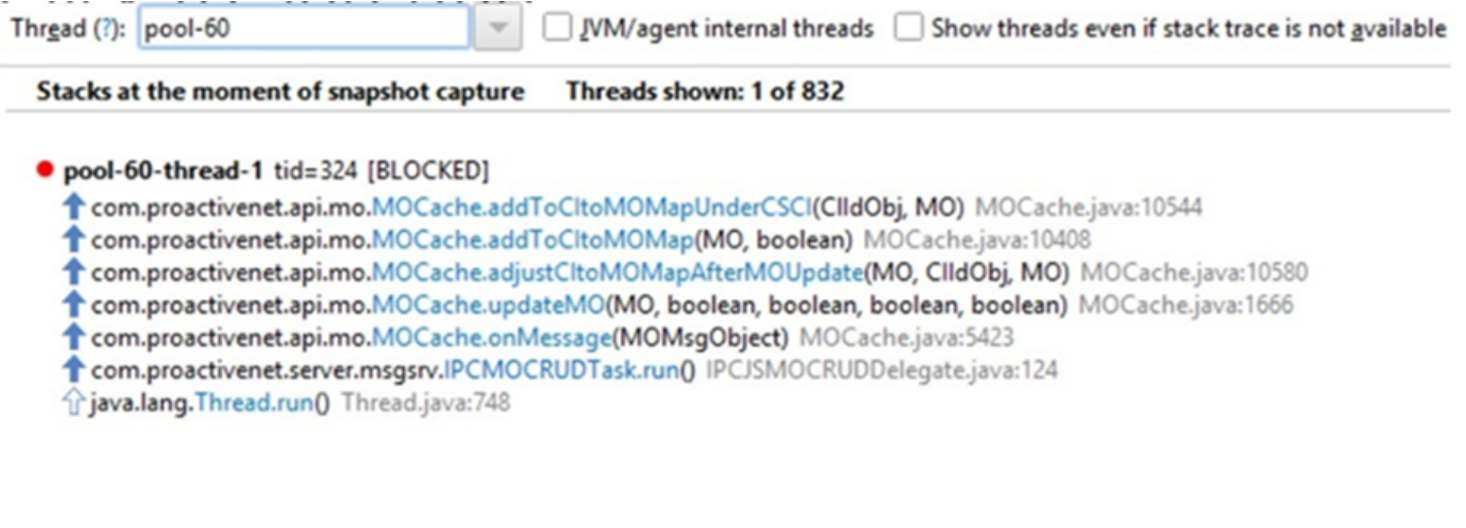 Thread (?): pool-60 JVM/agent internal threads Show threads even if stack trace is not available
Stacks at the moment of snapshot capture Threads shown: 1 of 832
pool-60-thread-1 tid=324 [BLOCKED]
com.proactivenet.api.mo.MOCache.addToCItoMOMapUnderCSCI(CIIdObj, MO) MOCache.java:10544
com.proactivenet.api.mo.MOCache.addToCItoMOMap(MO, boolean) MOCache.java:10408
com.proactivenet.api.mo.MOCache.adjustCItoMOMapAfterMOUpdate(MO, CIIdObj, MO) MOCache.java:10580
com.proactivenet.api.mo.MOCache.updateMO(MO, boolean, boolean, boolean, boolean) MOCache.java:1666
com.proactivenet.api.mo.MOCache.onMessage(MOMsgObject) MOCache.java:5423
com.proactivenet.server.msgsrv.IPCMOCRUDTask.run() IPCJSMOCRUDDelegate.java:124
java.lang.Thread.run() Thread.java:748